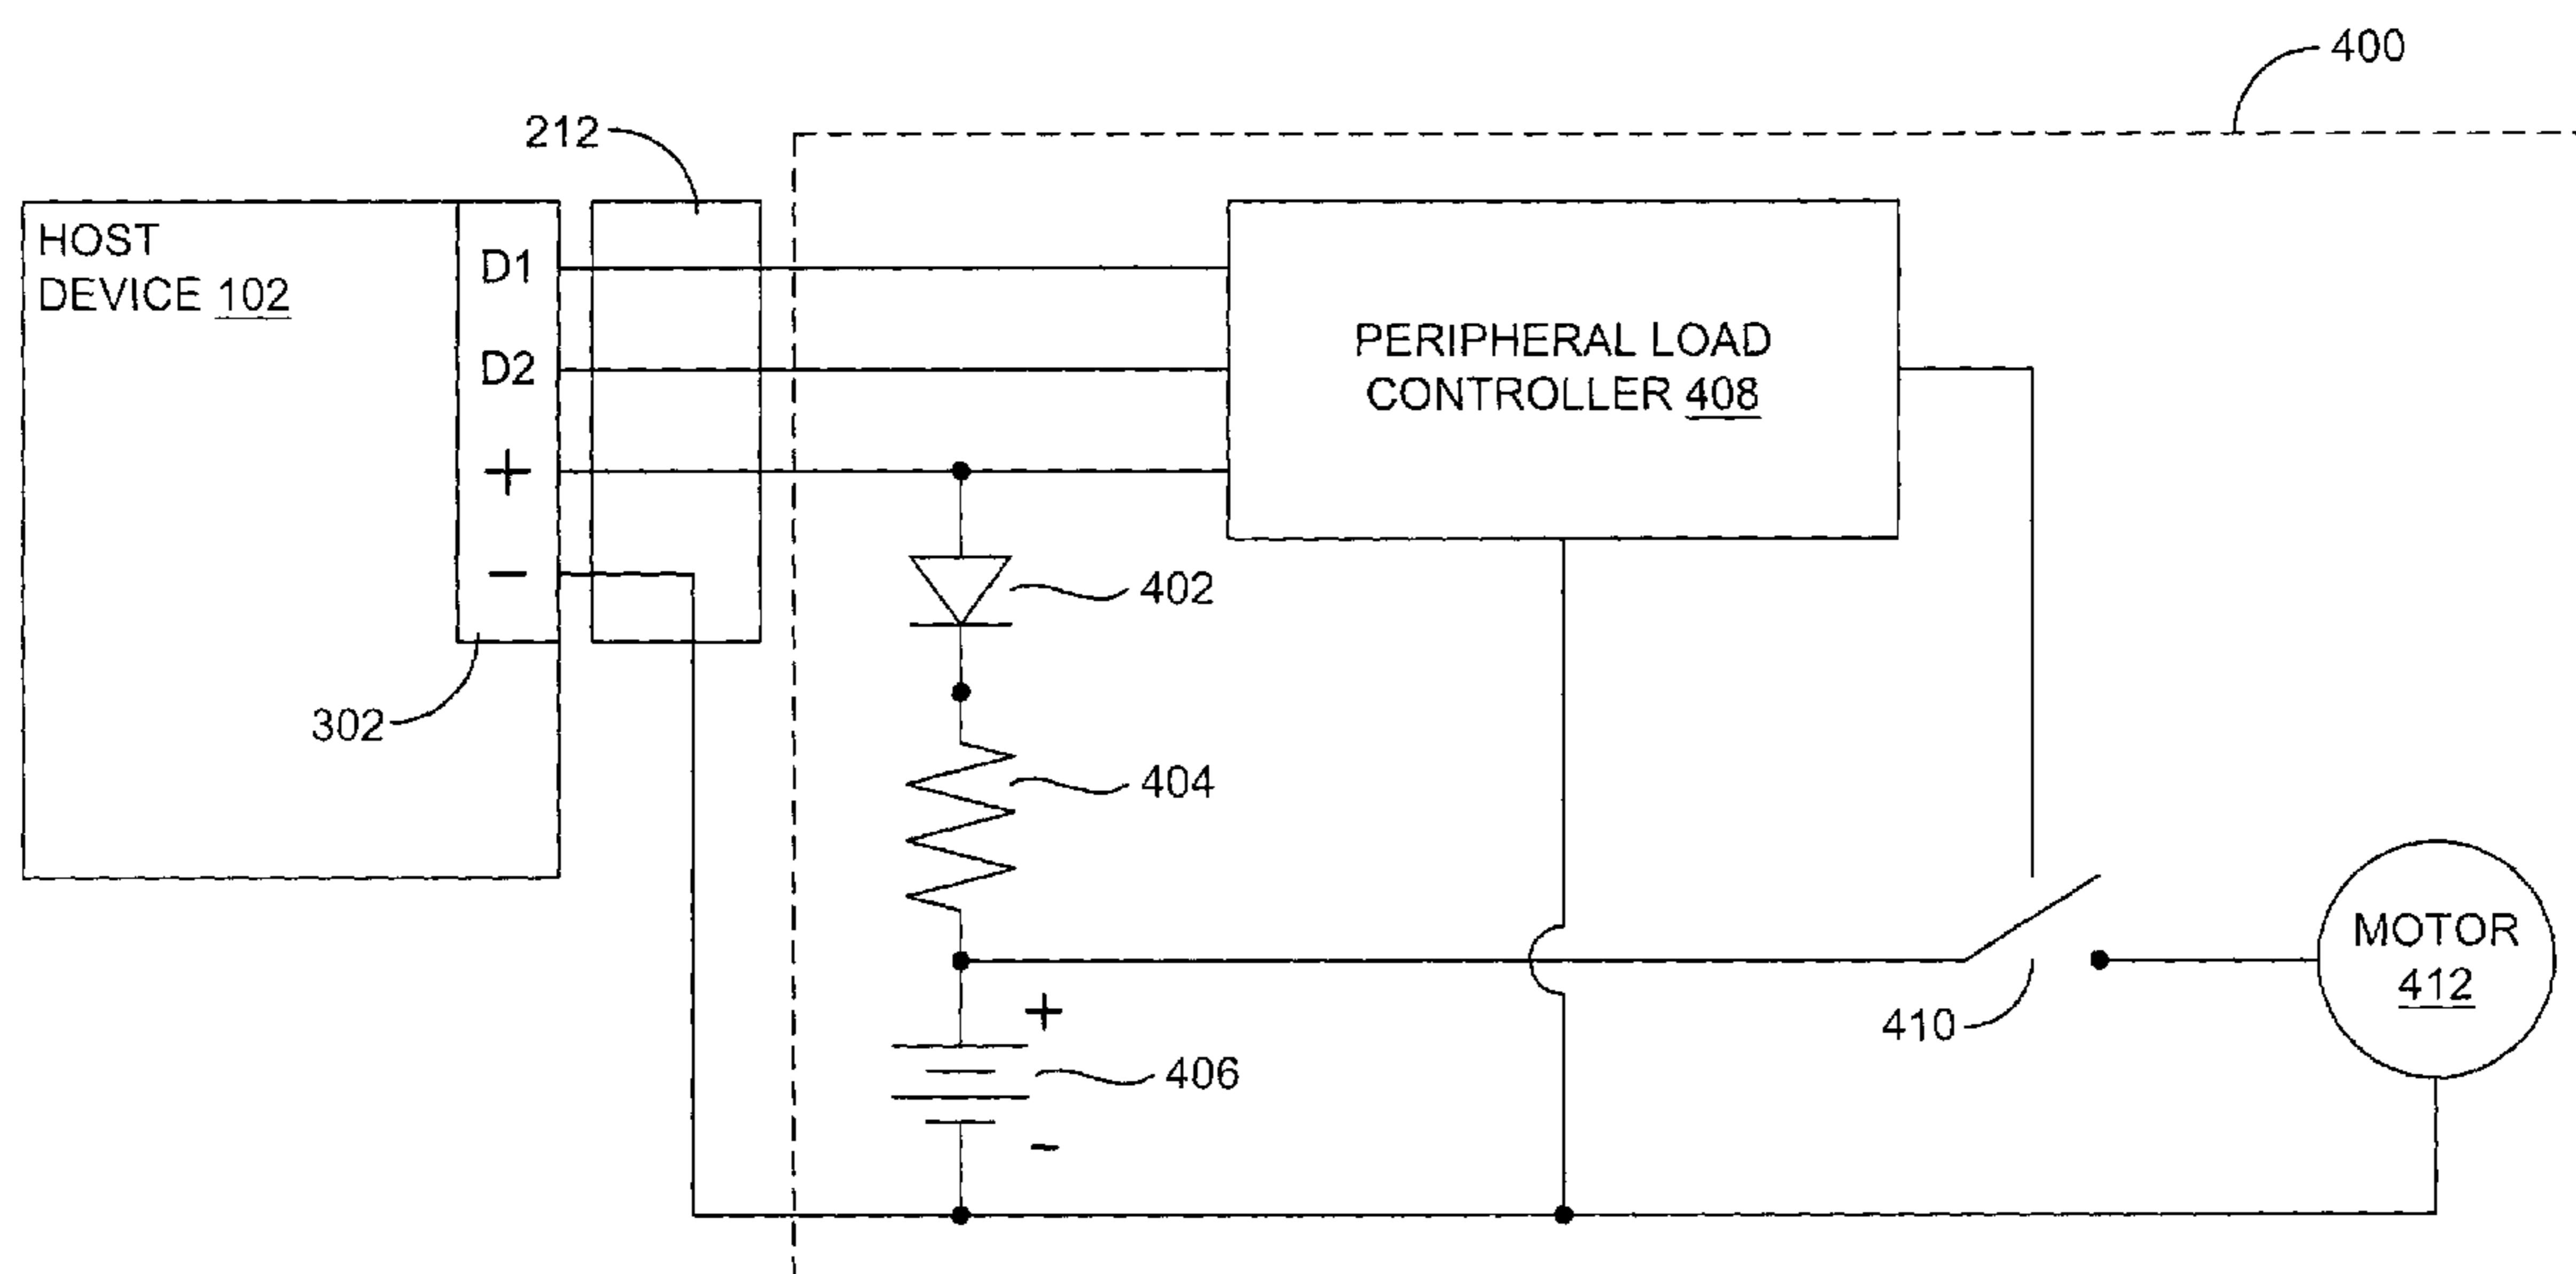 400
212
HOST
DEVICE 102
D1
D2
+
-
PERIPHERAL LOAD
CONTROLLER 408
402
302
404
MOTOR
412
+
410
406
-